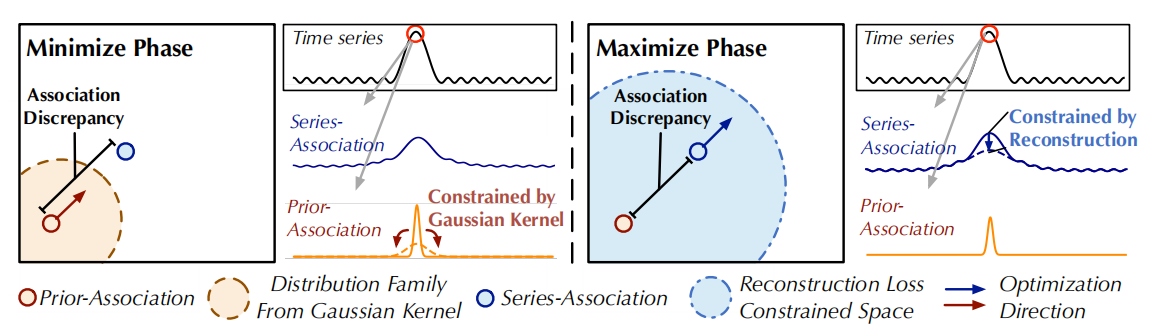 Minimize Phase
Association
Discrepancy
Time series
Series-
Association
Prior-
Association
Constrained by
Gaussian Kernel
Maximize Phase
Association
Discrepancy
Time series
Series-
Association
Constrained by
Reconstruction
Prior-
Association
Prior-Association
Distribution Family
From Gaussian Kernel
Series-Association
Reconstruction Loss
Constrained Space
Optimization
Direction